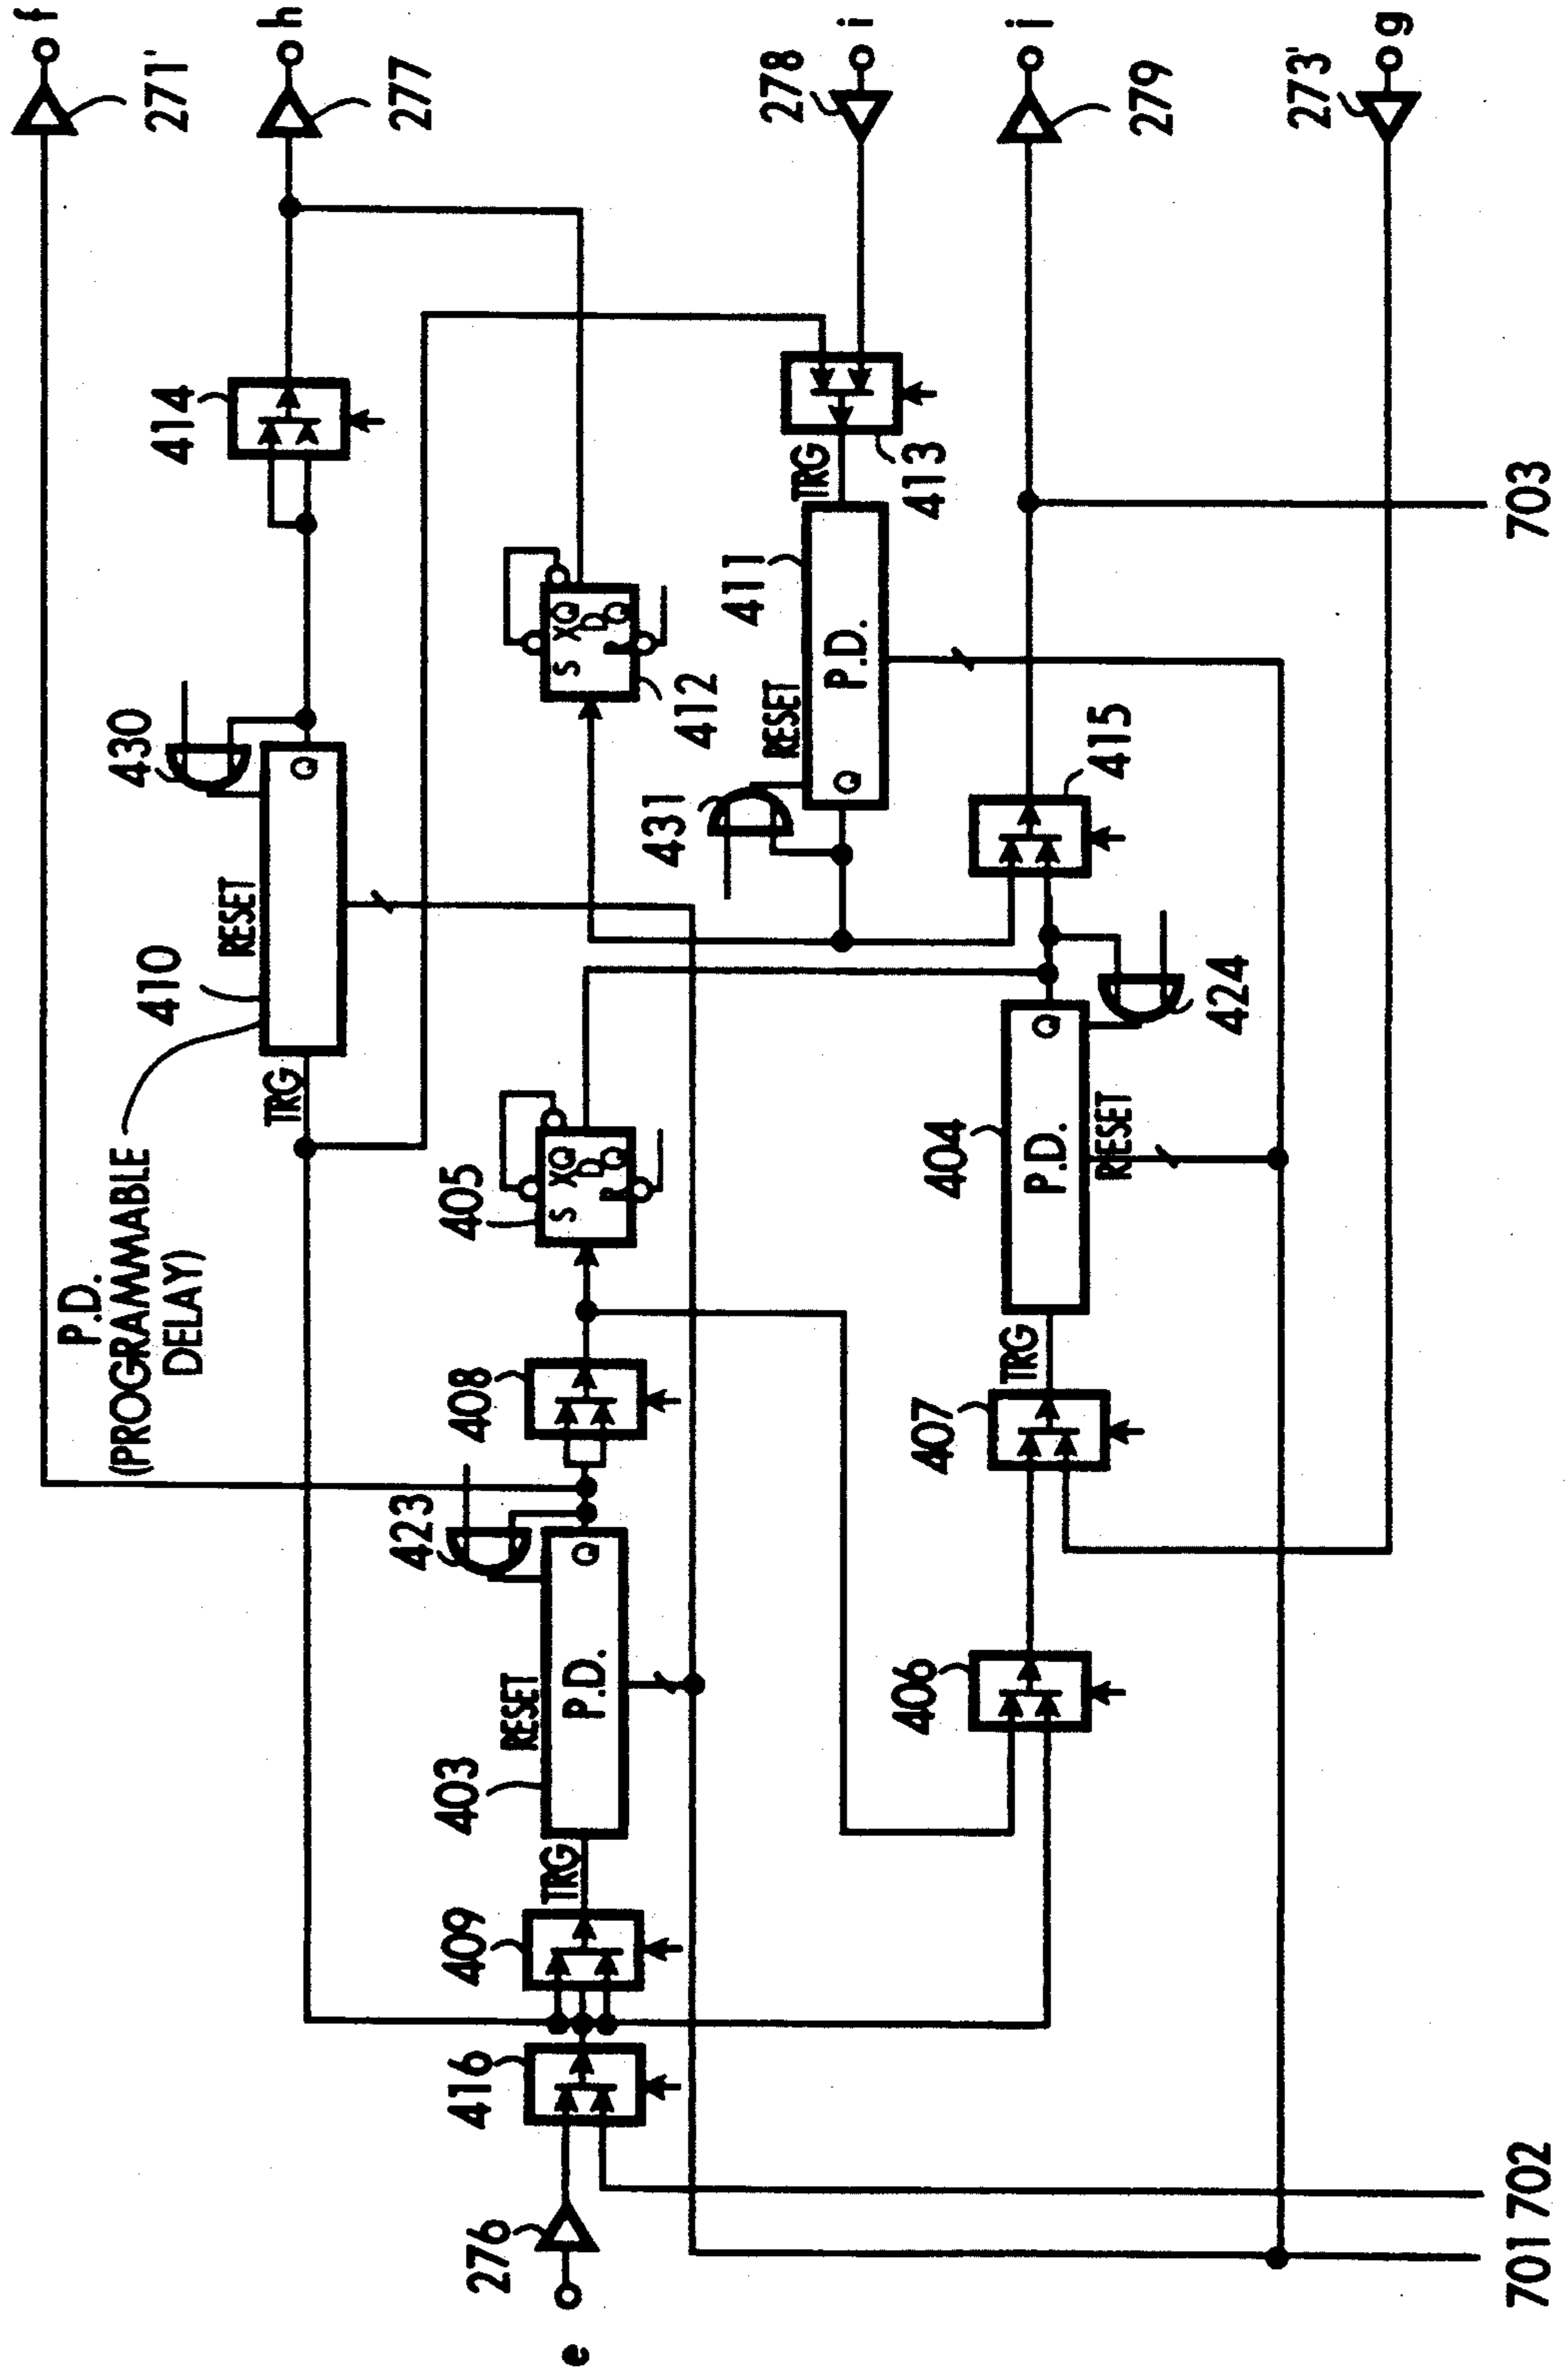 f
271'
h
277
278
i
i
279
273'
g
414
430
Q
RESET
410
TRG
P.D.
(PROGRAMMABLE
DELAY)
S
XQ
D
Q
R
412
TRG
413
411
P.D.
RESET
Q
431
415
703
405
S
XQ
D
Q
R
424
Q
404
P.D.
RESET
TRG
407
408
423
Q
RESET
P.D.
403
TRG
406
409
416
276
e
701
702